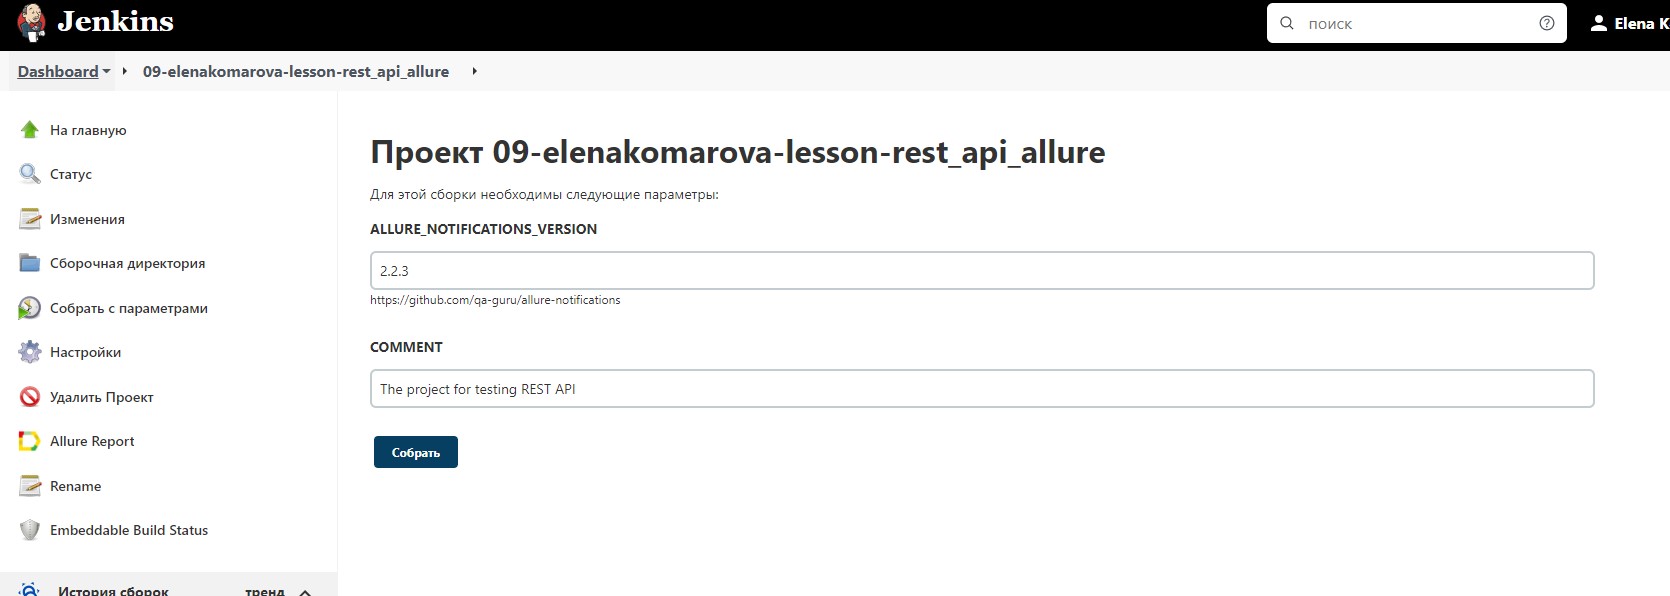 Jenkins
поиск
Elena K
Dashboard
09-elenakomarova-lesson-rest_api_allure
На главную
Статус
Изменения
Сборочная директория
Собрать с параметрами
Настройки
Удалить Проект
Allure Report
Rename
Embeddable Build Status
История сборок тренд
Проект 09-elenakomarova-lesson-rest_api_allure
Для этой сборки необходимы следующие параметры:
ALLURE_NOTIFICATIONS_VERSION
2.2.3
https://github.com/qa-guru/allure-notifications
COMMENT
The project for testing REST API
Собрать